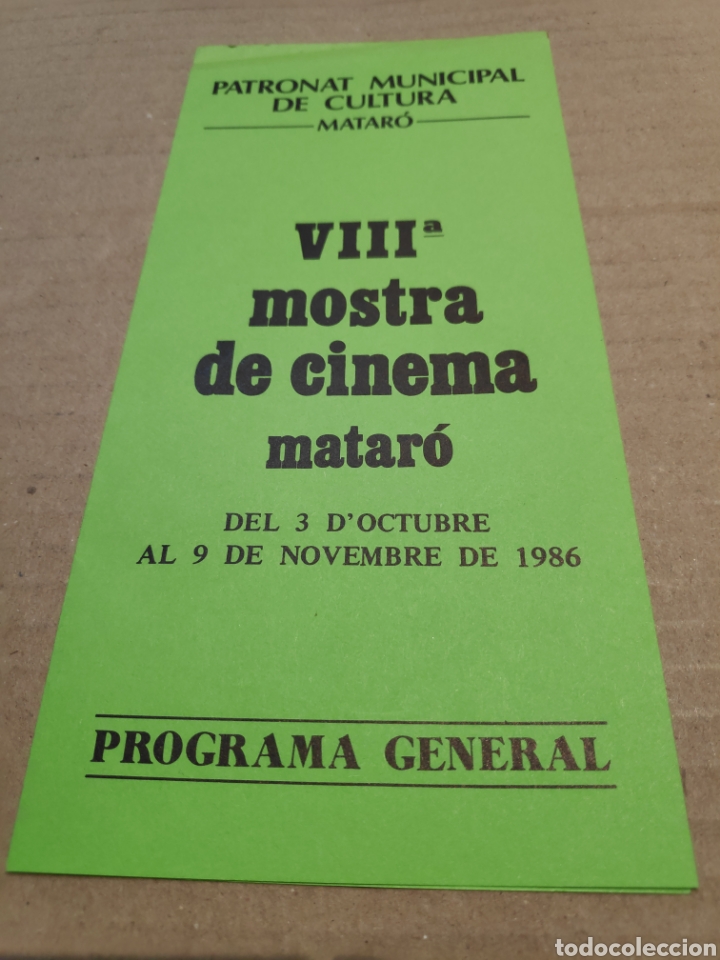 PATRONAT MUNICIPAL
DE CULTURA
MATARÓ
VIIIª
mostra
de cinema
mataró
DEL 3 D'OCTUBRE
AL 9 DE NOVEMBRE DE 1986
PROGRAMA GENERAL
todocoleccion